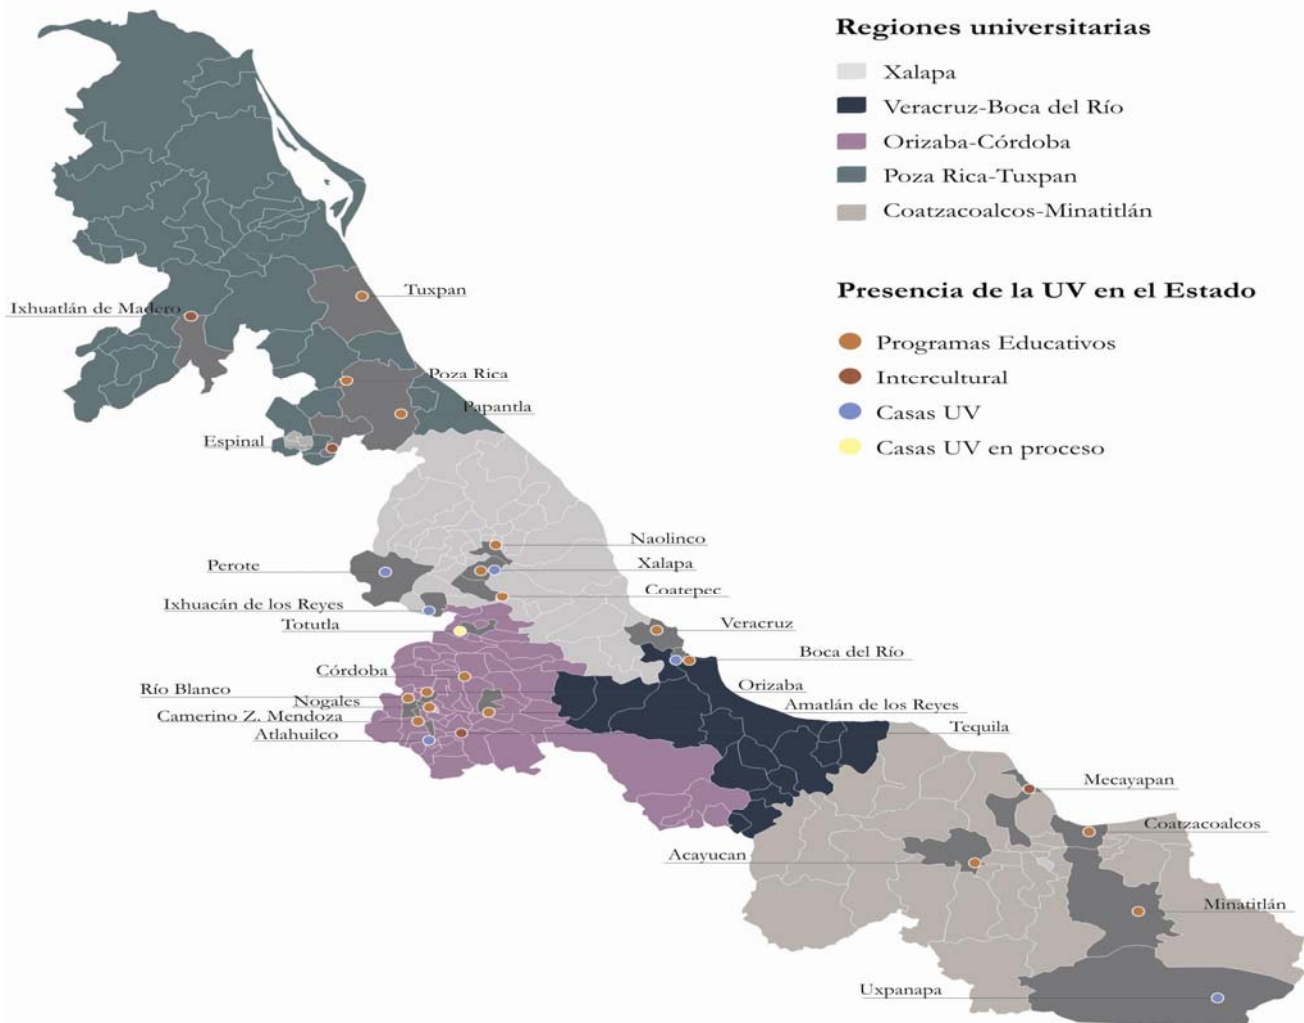 Regiones universitarias
Xalapa
Veracruz-Boca del Río
Orizaba-Córdoba
Poza Rica-Tuxpan
Coatzacoalcos-Minatitlán
Presencia de la UV en el Estado
Programas Educativos
Intercultural
Casas UV
Casas UV en proceso
Tuxpan
Ixhuatlán de Madero
Poza Rica
Papantla
Espinal
Naolinco
Perote
Xalapa
Coatepec
Ixhuacán de los Reyes
Totutla
Veracruz
Boca del Río
Córdoba
Orizaba
Río Blanco
Nogales
Amatlán de los Reyes
Camerino Z. Mendoza
Tequila
Atlahuilco
Mecayapan
Coatzacoalcos
Acayucan
Minatitlán
Uxpanapa